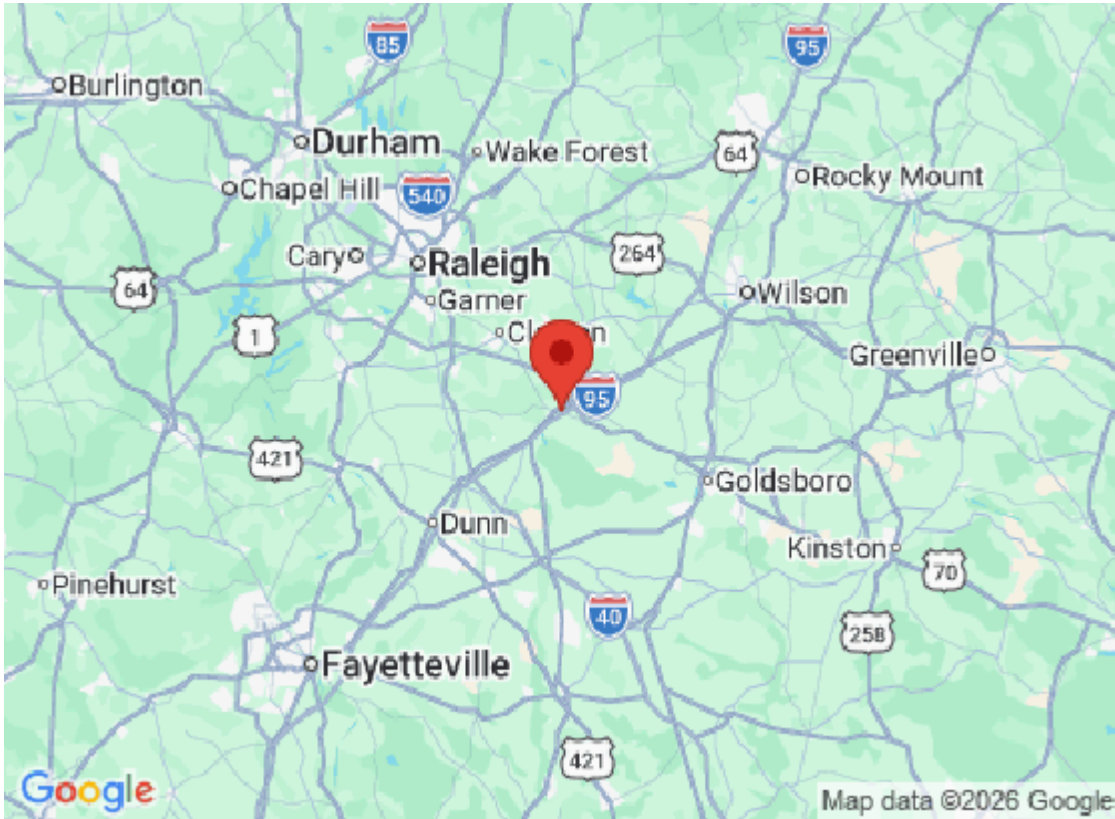 85
95
Burlington
Durham
Wake Forest
64
Rocky Mount
Chapel Hill
540
Cary
Raleigh
264
64
Garner
Wilson
1
Greenville
95
421
Goldsboro
Dunn
Kinston
70
Pinehurst
40
258
Fayetteville
421
Google
Map data ©2026 Google